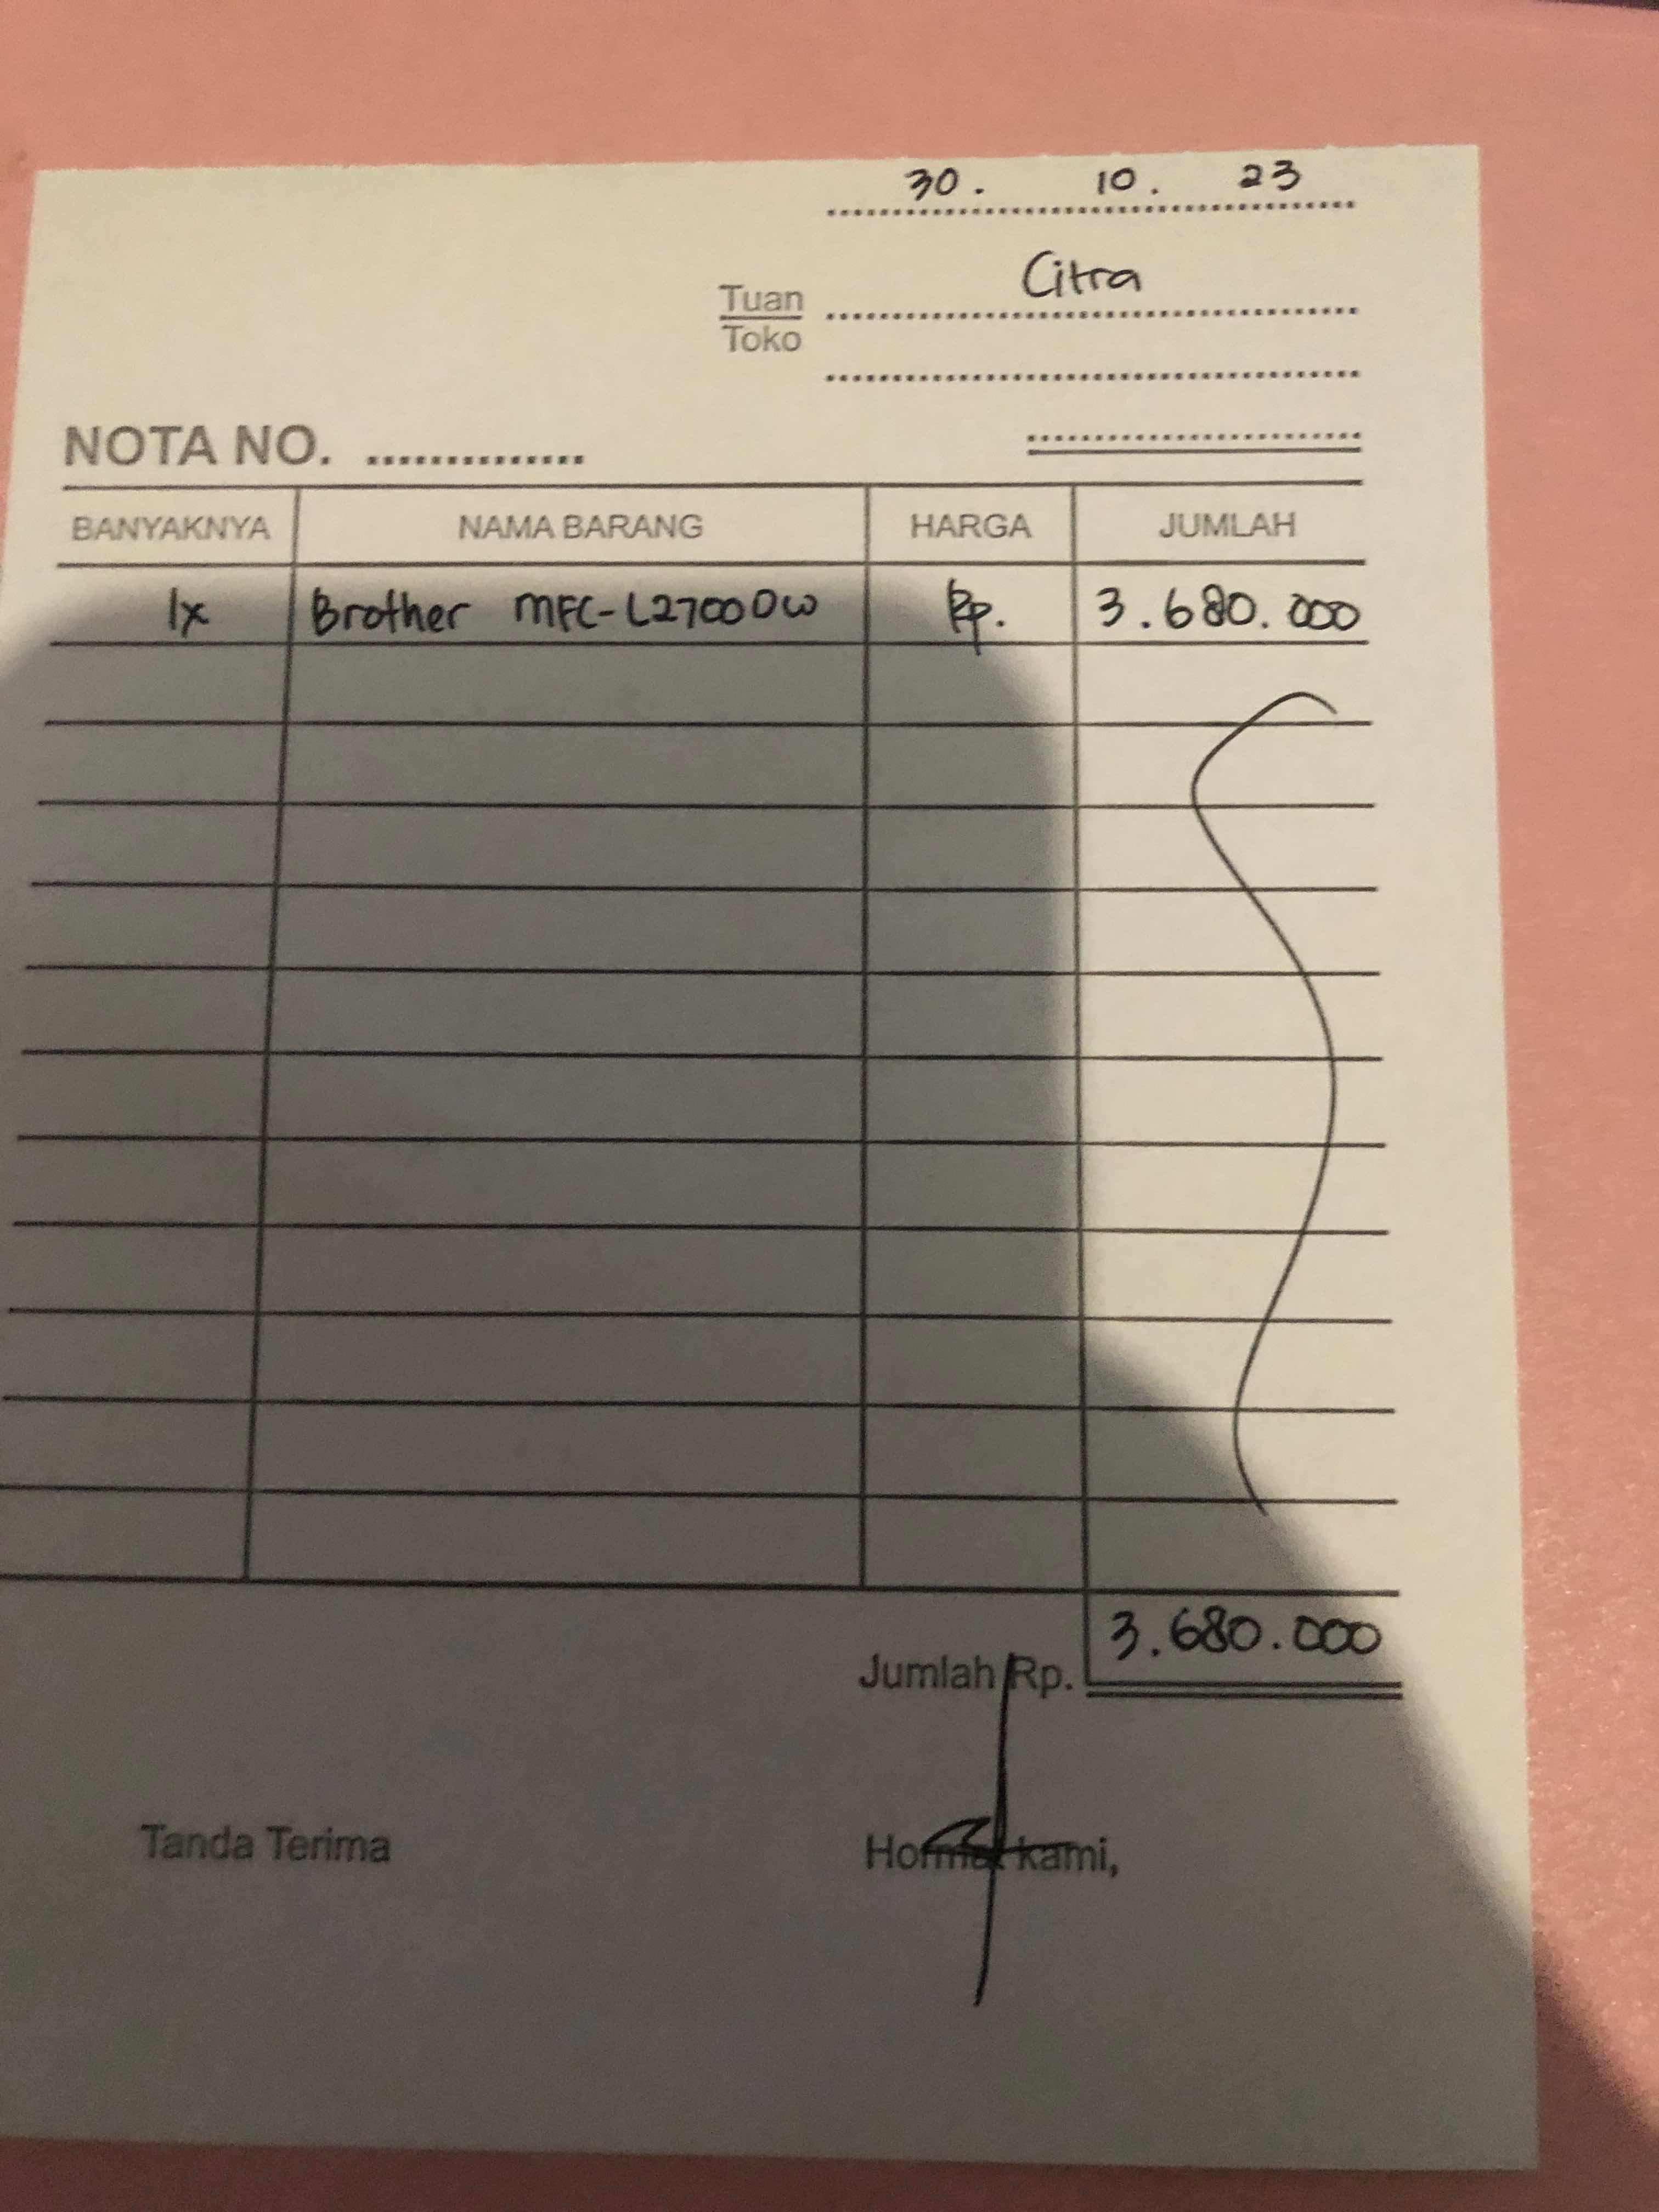 30. 10. 23
Tuan Citra
Toko
NOTA NO. ..............
BANYAKNYA NAMA BARANG HARGA JUMLAH
1x Brother MFC-L2700DW Rp. 3.680.000
Jumlah Rp. 3.680.000
Tanda Terima Hormat kami,